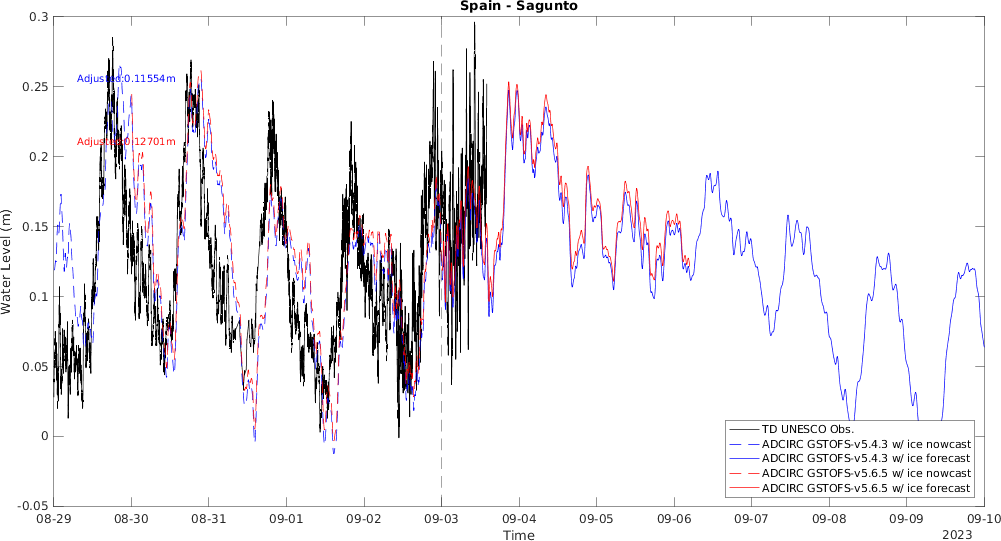 Spain - Sagunto
0.3
0.25
0.2
0.15
0.1
0.05
0
-0.05
Water Level (m)
Adjusted:0.11554m
Adjusted:0.12701m
TD UNESCO Obs.
ADCIRC GSTOFS-v5.4.3 w/ ice nowcast
ADCIRC GSTOFS-v5.4.3 w/ ice forecast
ADCIRC GSTOFS-v5.6.5 w/ ice nowcast
ADCIRC GSTOFS-v5.6.5 w/ ice forecast
08-29 08-30 08-31 09-01 09-02 09-03 09-04 09-05 09-06 09-07 09-08 09-09 09-10
Time
2023